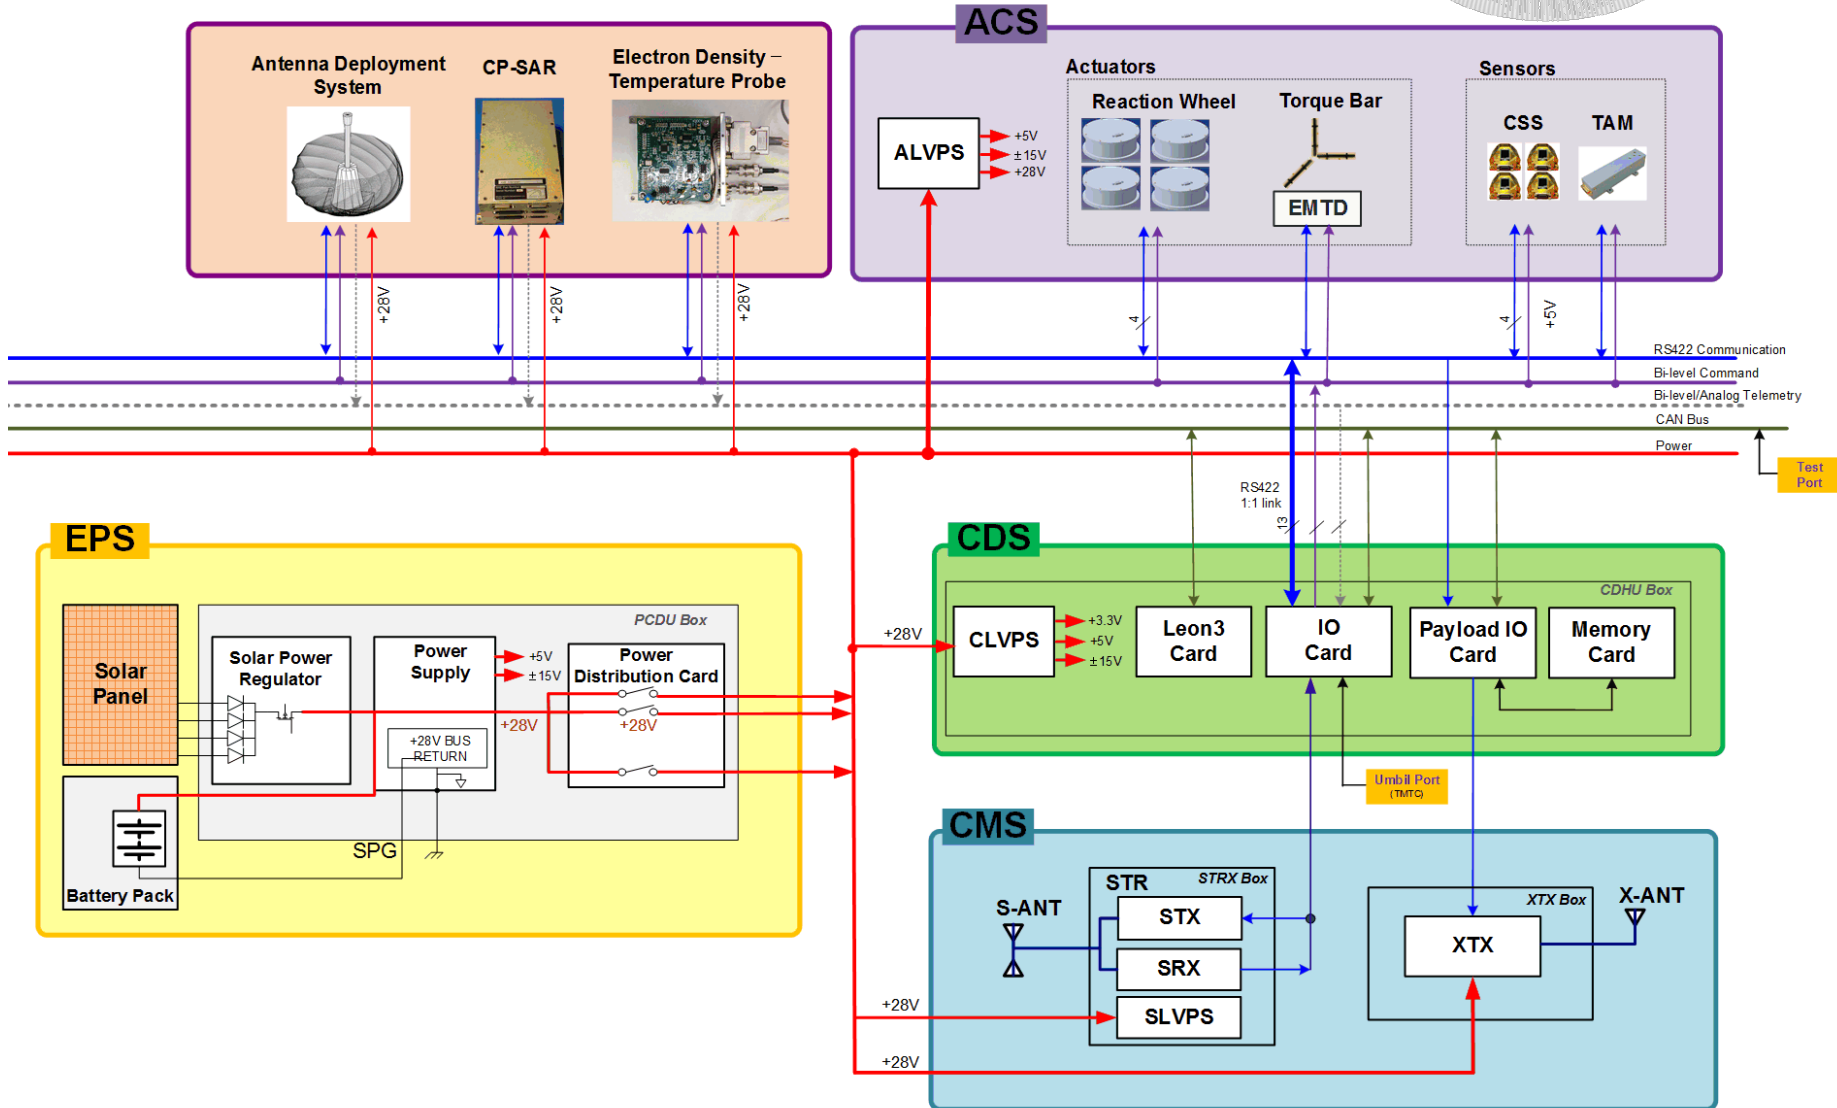 ACS
Antenna Deployment
System
CP-SAR
Electron Density –
Temperature Probe
Actuators
Reaction Wheel
Torque Bar
EMTD
Sensors
CSS
TAM
ALVPS
+5V
±15V
+28V
+28V
+28V
+28V
4
4
+5V
RS422 Communication
Bi-level Command
Bi-level/Analog Telemetry
CAN Bus
Power
Test
Port
RS422
1:1 link
13
EPS
PCDU Box
Solar
Panel
Solar Power
Regulator
Power
Supply
+5V
±15V
Power
Distribution Card
+28V
+28V
+28V BUS
RETURN
SPG
Battery Pack
CDS
CDHU Box
+28V
CLVPS
+3.3V
+5V
±15V
Leon3
Card
IO
Card
Payload IO
Card
Memory
Card
Umbil Port
(TMTC)
CMS
STR
STRX Box
S-ANT
STX
SRX
SLVPS
XTX Box
X-ANT
XTX
+28V
+28V